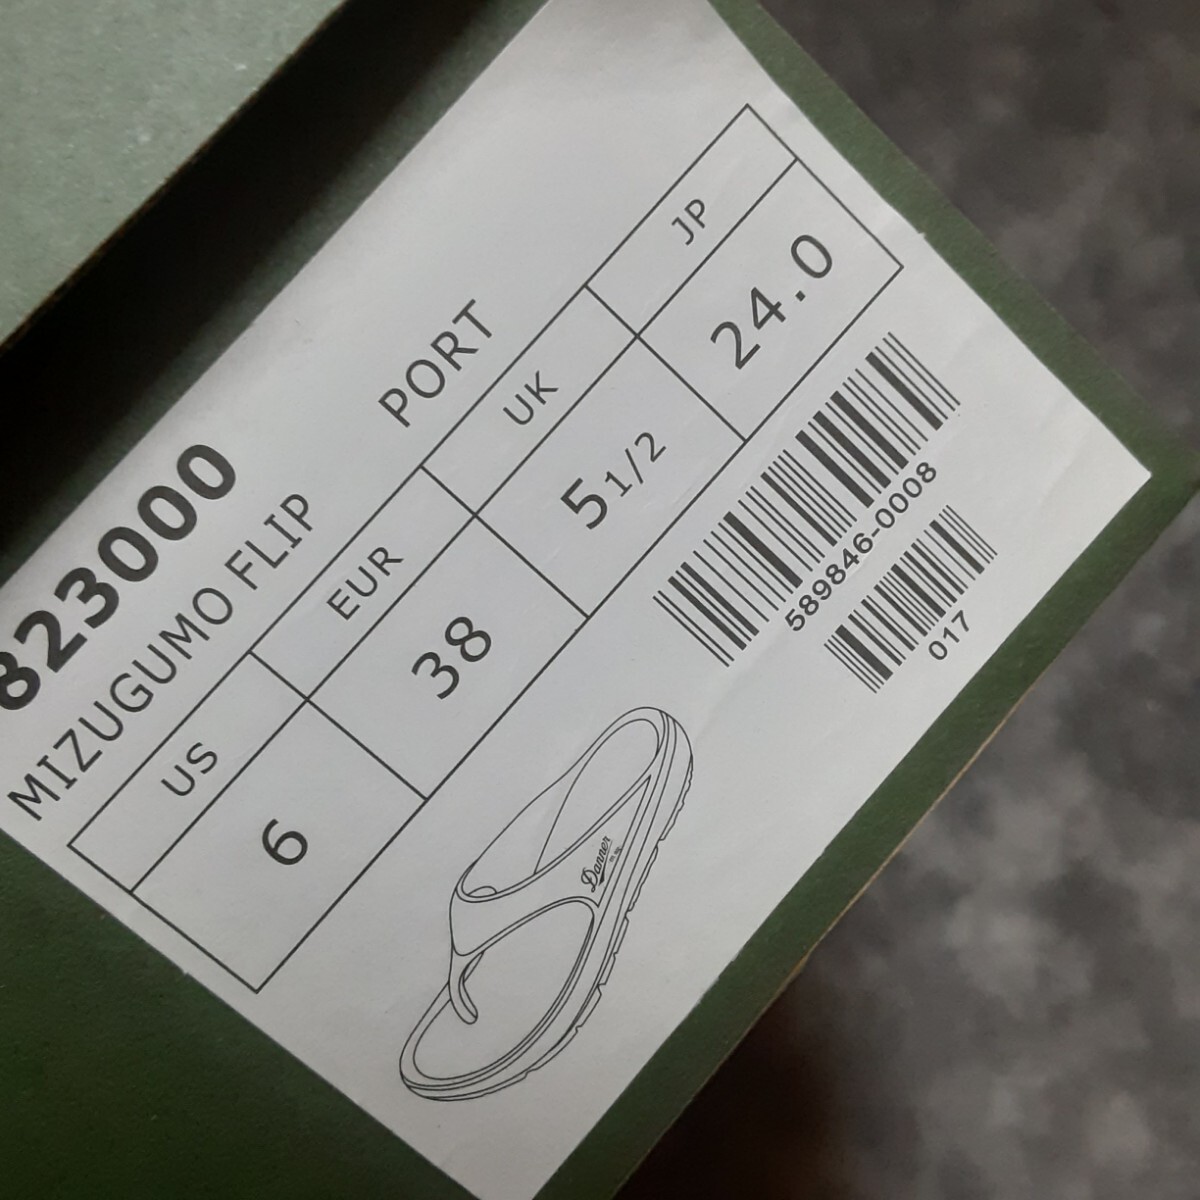 823000
MIZUGUMO FLIP PORT
US EUR UK JP
6 38 5 1/2 24.0
589846-0008
017
Danner